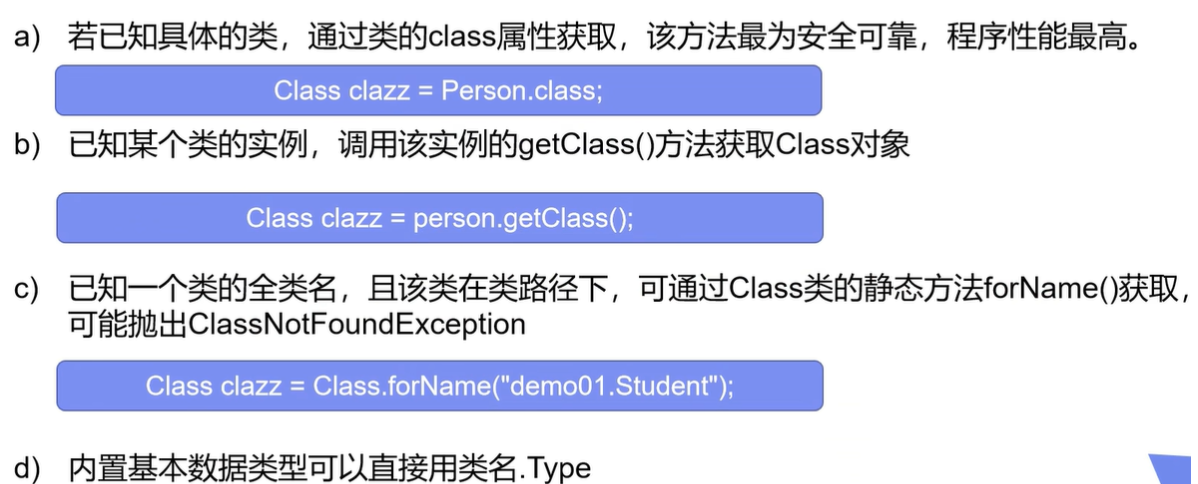 a) 若已知具体的类，通过类的class属性获取，该方法最为安全可靠，程序性能最高。
Class clazz = Person.class;
b) 已知某个类的实例，调用该实例的getClass()方法获取Class对象
Class clazz = person.getClass();
c) 已知一个类的全类名，且该类在类路径下，可通过Class类的静态方法forName()获取，
可能抛出ClassNotFoundException
Class clazz = Class.forName("demo01.Student");
d) 内置基本数据类型可以直接用类名.Type